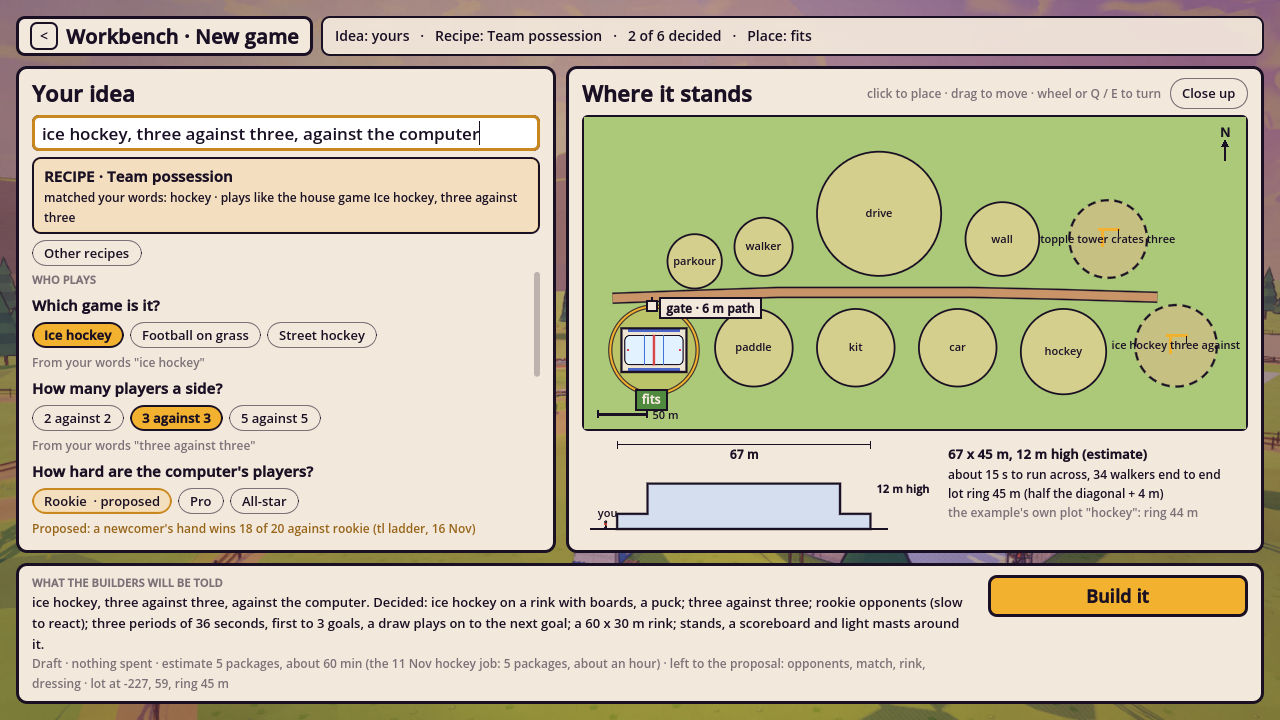 < Workbench · New game
Idea: yours · Recipe: Team possession · 2 of 6 decided · Place: fits
Your idea
ice hockey, three against three, against the computer
RECIPE · Team possession
matched your words: hockey · plays like the house game Ice hockey, three against
three
Other recipes
WHO PLAYS
Which game is it?
Ice hockey Football on grass Street hockey
From your words "ice hockey"
How many players a side?
2 against 2 3 against 3 5 against 5
From your words "three against three"
How hard are the computer's players?
Rookie · proposed Pro All-star
Proposed: a newcomer's hand wins 18 of 20 against rookie (tl ladder, 16 Nov)
Where it stands
click to place · drag to move · wheel or Q / E to turn
Close up
N
drive
parkour
walker
wall
topple tower crates three
gate · 6 m path
paddle
kit
car
hockey
ice hockey three against
fits
50 m
67 m
12 m high
you
67 x 45 m, 12 m high (estimate)
about 15 s to run across, 34 walkers end to end
lot ring 45 m (half the diagonal + 4 m)
the example's own plot "hockey": ring 44 m
WHAT THE BUILDERS WILL BE TOLD
ice hockey, three against three, against the computer. Decided: ice hockey on a rink with boards, a puck; three against three; rookie opponents (slow
to react); three periods of 36 seconds, first to 3 goals, a draw plays on to the next goal; a 60 x 30 m rink; stands, a scoreboard and light masts around
it.
Draft · nothing spent · estimate 5 packages, about 60 min (the 11 Nov hockey job: 5 packages, about an hour) · left to the proposal: opponents, match, rink,
dressing · lot at -227, 59, ring 45 m
Build it